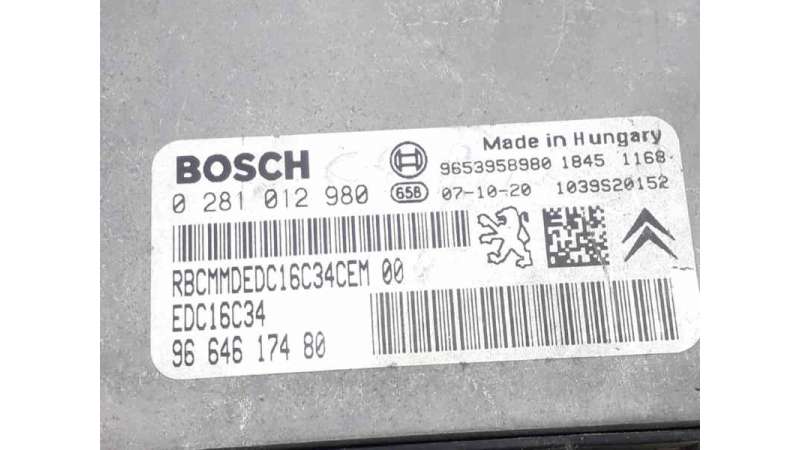 Made in Hungary
BOSCH
9653958980 1845 1168
0 281 012 980
65B 07-10-20 1039S20152
RBCMMDEDC16C34CEM 00
EDC16C34
96 646 174 80